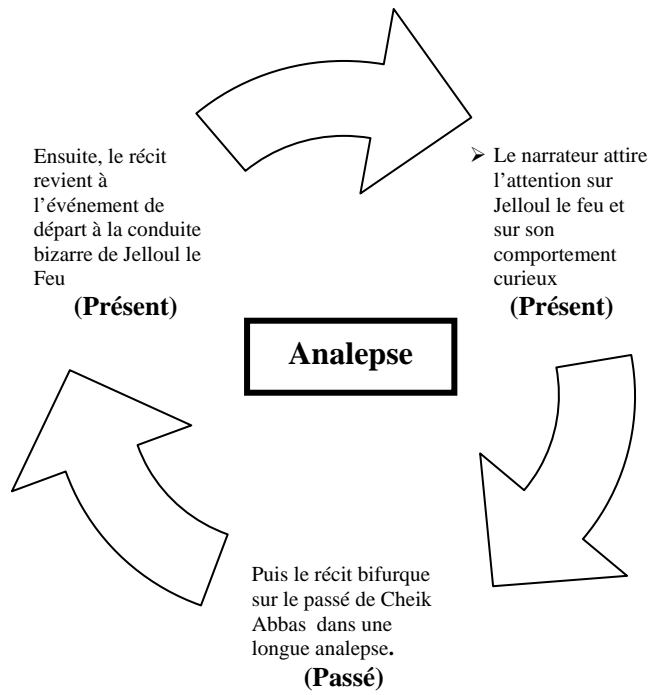 Ensuite, le récit
revient à
l'événement de
départ à la conduite
bizarre de Jelloul le
Feu
(Présent)
➢ Le narrateur attire
l'attention sur
Jelloul le feu et
sur son
comportement
curieux
(Présent)
Analepse
Puis le récit bifurque
sur le passé de Cheik
Abbas dans une
longue analepse.
(Passé)